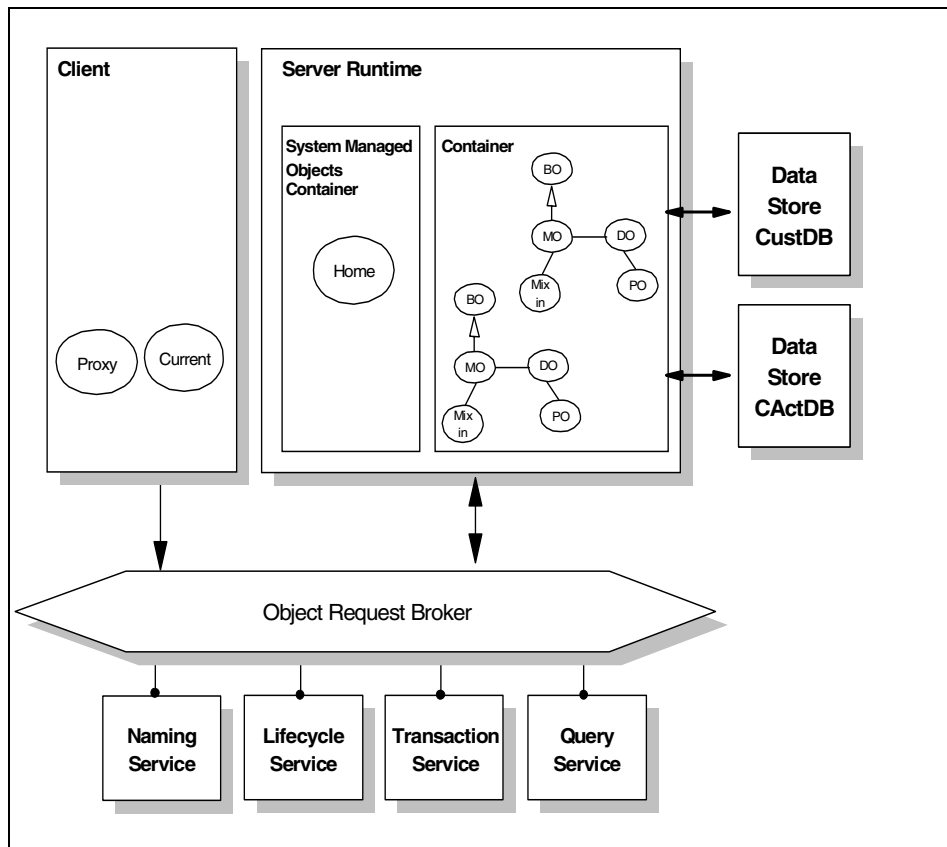 Client
Proxy
Current
Server Runtime
System Managed
Objects
Container
Home
Container
BO
MO
DO
Mix
in
PO
BO
MO
DO
Mix
in
PO
Data
Store
CustDB
Data
Store
CActDB
Object Request Broker
Naming
Service
Lifecycle
Service
Transaction
Service
Query
Service